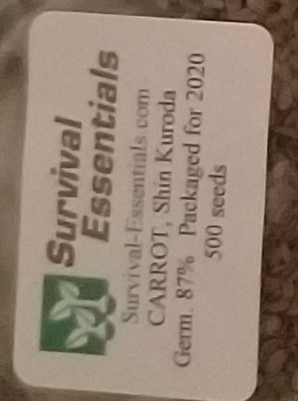 Survival
Essentials
Survival-Essentials.com
CARROT, Shin Kuroda
Germ. 87% Packaged for 2020
500 seeds